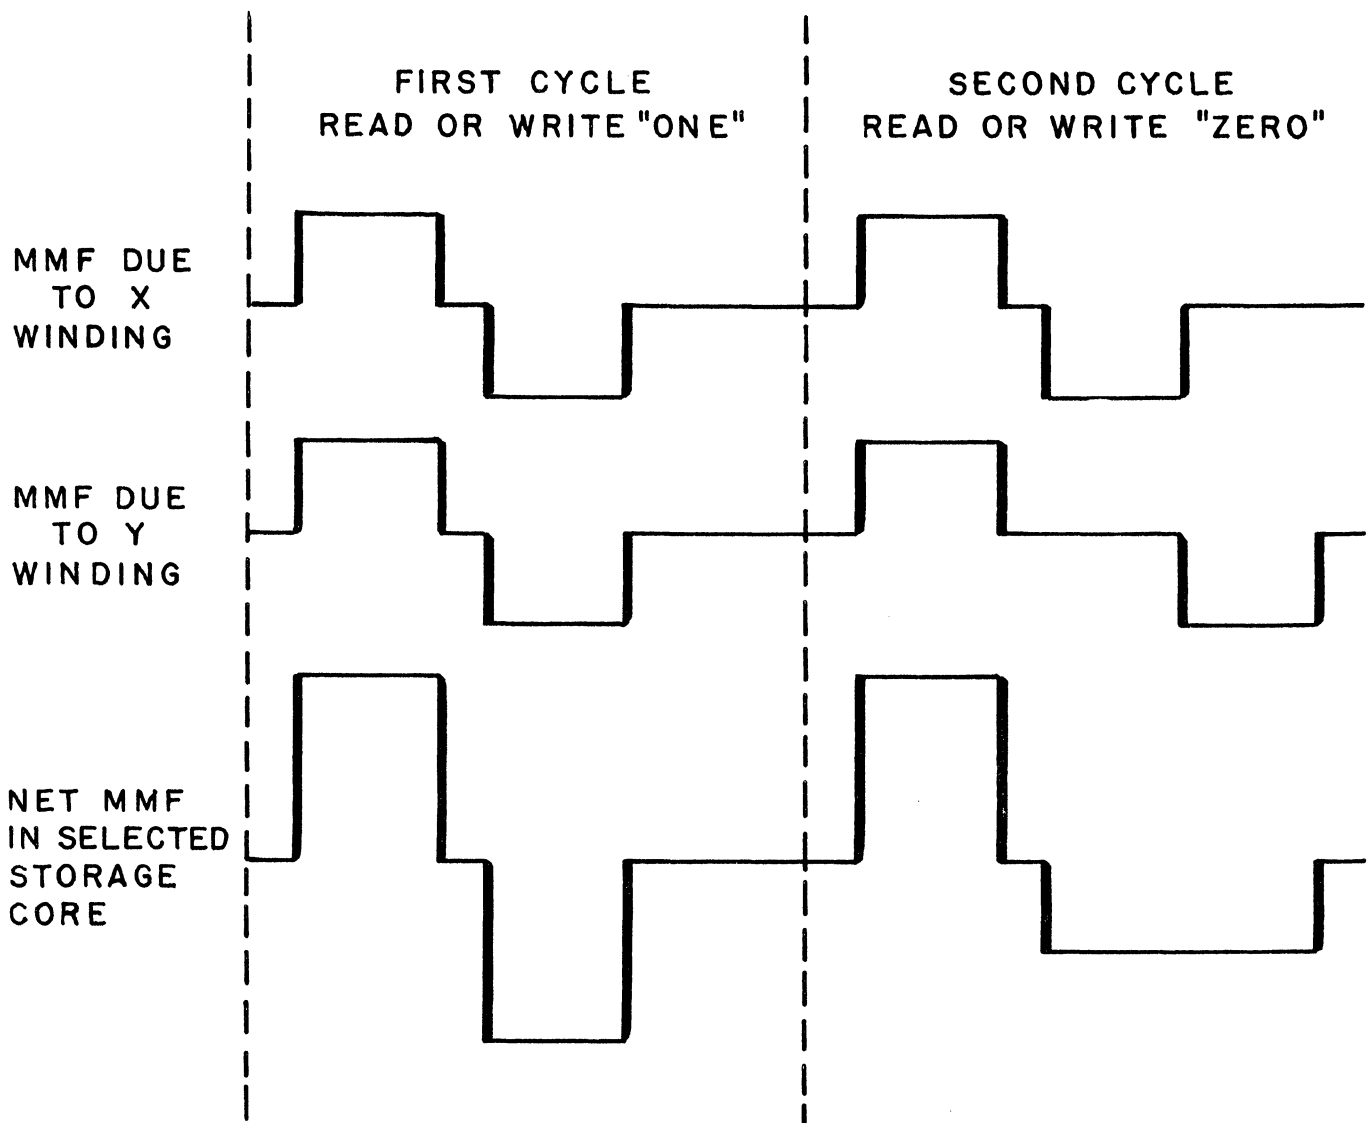 FIRST CYCLE
READ OR WRITE "ONE"
SECOND CYCLE
READ OR WRITE "ZERO"
MMF DUE
TO X
WINDING
MMF DUE
TO Y
WINDING
NET MMF
IN SELECTED
STORAGE
CORE